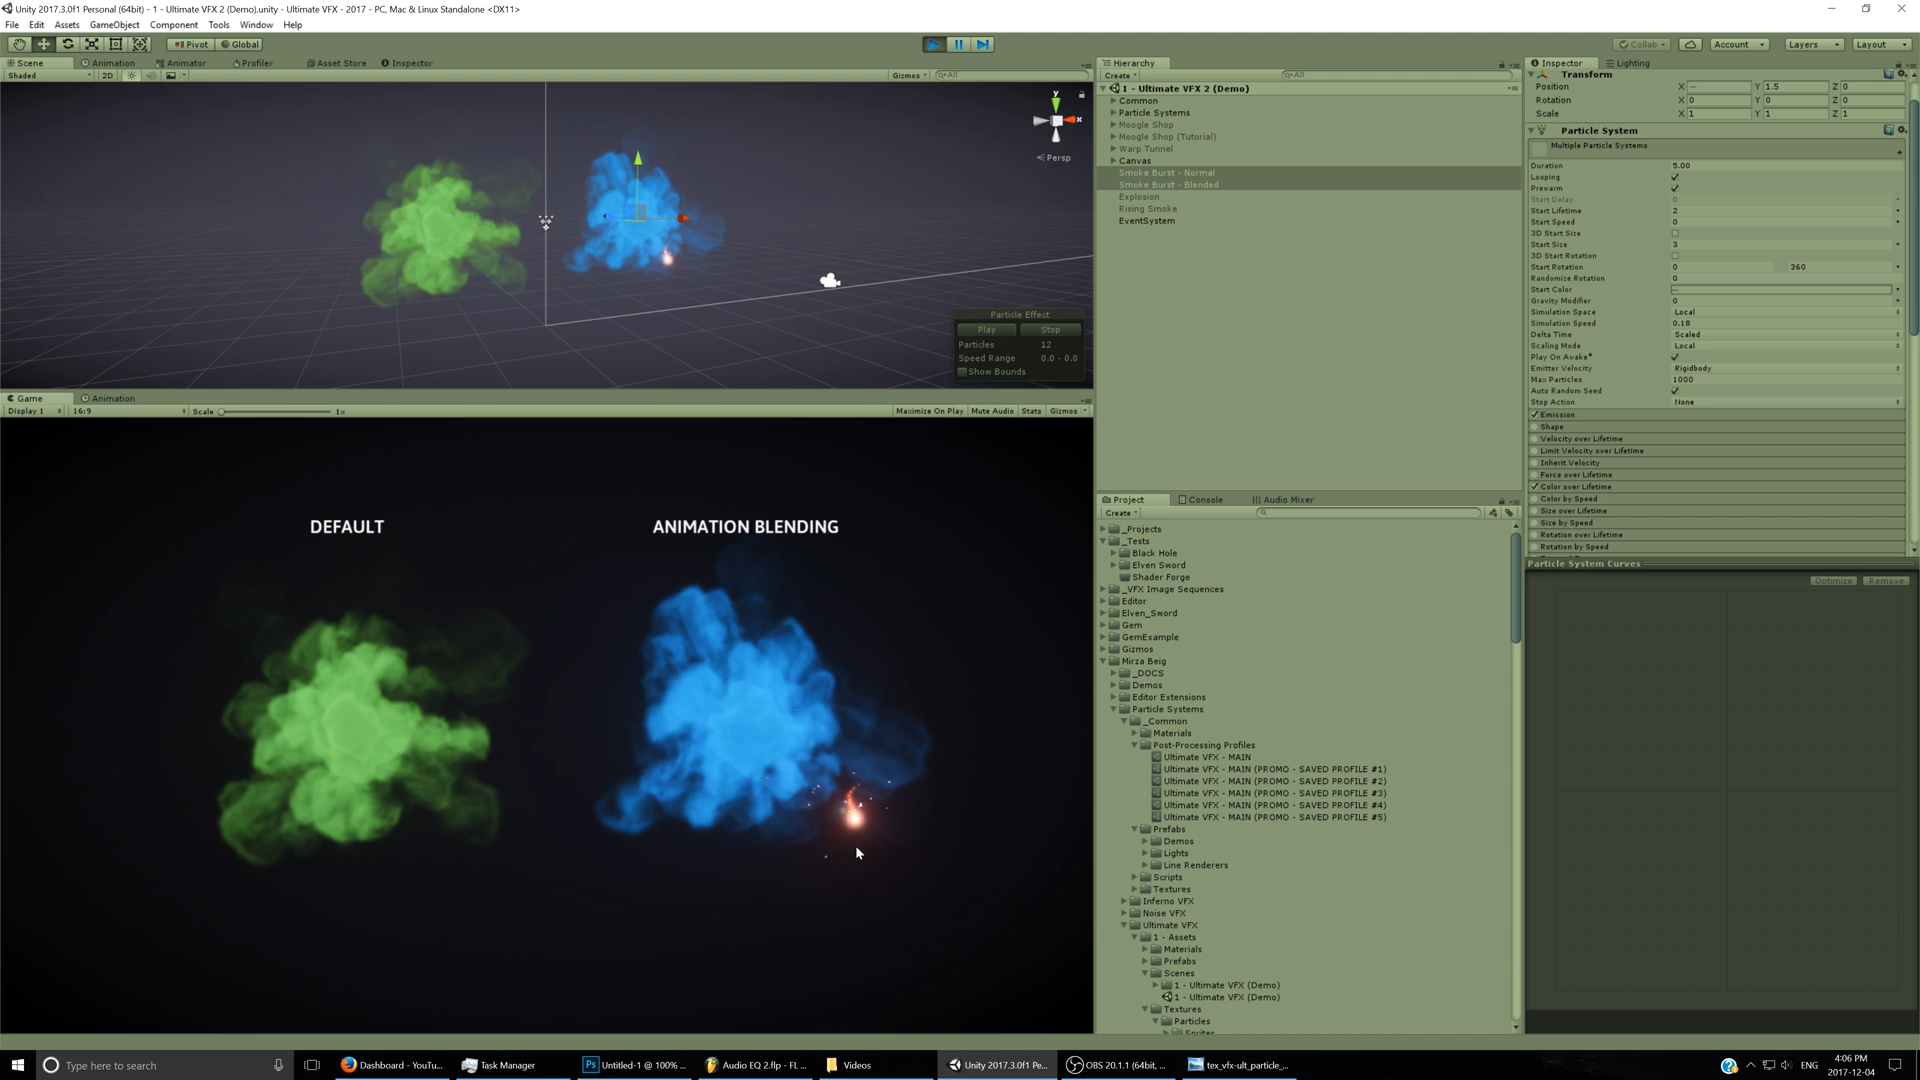 Unity 2017.3.0f1 Personal (64bit) - 1 - Ultimate VFX 2 (Demo).unity - Ultimate VFX - 2017 - PC, Mac & Linux Standalone <DX11>
File Edit Assets GameObject Component Tools Window Help
Pivot Global
Collab Account Layers Layout
Scene Animation Animator Profiler Asset Store Inspector
Shaded 2D Gizmos All
y
x
Persp
Particle Effect
Play Stop
Particles 12
Speed Range 0.0 - 0.0
Show Bounds
Game Animation
Display 1 16:9 Scale 1x Maximize On Play Mute Audio Stats Gizmos
DEFAULT
ANIMATION BLENDING
Hierarchy
Create All
1 - Ultimate VFX 2 (Demo)
Common
Particle Systems
Moogle Shop
Moogle Shop (Tutorial)
Warp Tunnel
Canvas
Smoke Burst - Normal
Smoke Burst - Blended
Explosion
Rising Smoke
EventSystem
Project Console Audio Mixer
Create
_Projects
_Tests
Black Hole
Elven Sword
Shader Forge
_VFX Image Sequences
Editor
Elven_Sword
Gem
GemExample
Gizmos
Mirza Beig
_DOCS
Demos
Editor Extensions
Particle Systems
_Common
Materials
Post-Processing Profiles
Ultimate VFX - MAIN
Ultimate VFX - MAIN (PROMO - SAVED PROFILE #1)
Ultimate VFX - MAIN (PROMO - SAVED PROFILE #2)
Ultimate VFX - MAIN (PROMO - SAVED PROFILE #3)
Ultimate VFX - MAIN (PROMO - SAVED PROFILE #4)
Ultimate VFX - MAIN (PROMO - SAVED PROFILE #5)
Prefabs
Demos
Lights
Line Renderers
Scripts
Textures
Inferno VFX
Noise VFX
Ultimate VFX
1 - Assets
Materials
Prefabs
Scenes
1 - Ultimate VFX (Demo)
1 - Ultimate VFX (Demo)
Textures
Particles
Sprites
Inspector Lighting
Transform
Position X — Y 1.5 Z 0
Rotation X 0 Y 0 Z 0
Scale X 1 Y 1 Z 1
Particle System
Multiple Particle Systems
Duration 5.00
Looping
Prewarm
Start Delay 0
Start Lifetime 2
Start Speed 0
3D Start Size
Start Size 3
3D Start Rotation
Start Rotation 0 360
Randomize Rotation 0
Start Color
Gravity Modifier 0
Simulation Space Local
Simulation Speed 0.18
Delta Time Scaled
Scaling Mode Local
Play On Awake*
Emitter Velocity Rigidbody
Max Particles 1000
Auto Random Seed
Stop Action None
Emission
Shape
Velocity over Lifetime
Limit Velocity over Lifetime
Inherit Velocity
Force over Lifetime
Color over Lifetime
Color by Speed
Size over Lifetime
Size by Speed
Rotation over Lifetime
Rotation by Speed
Particle System Curves
Optimize Remove
Type here to search
Dashboard - YouTu...
Task Manager
Untitled-1 @ 100% ...
Audio EQ 2.flp - FL ...
Videos
Unity 2017.3.0f1 Pe...
OBS 20.1.1 (64bit, ...
tex_vfx-ult_particle_...
ENG
4:06 PM
2017-12-04